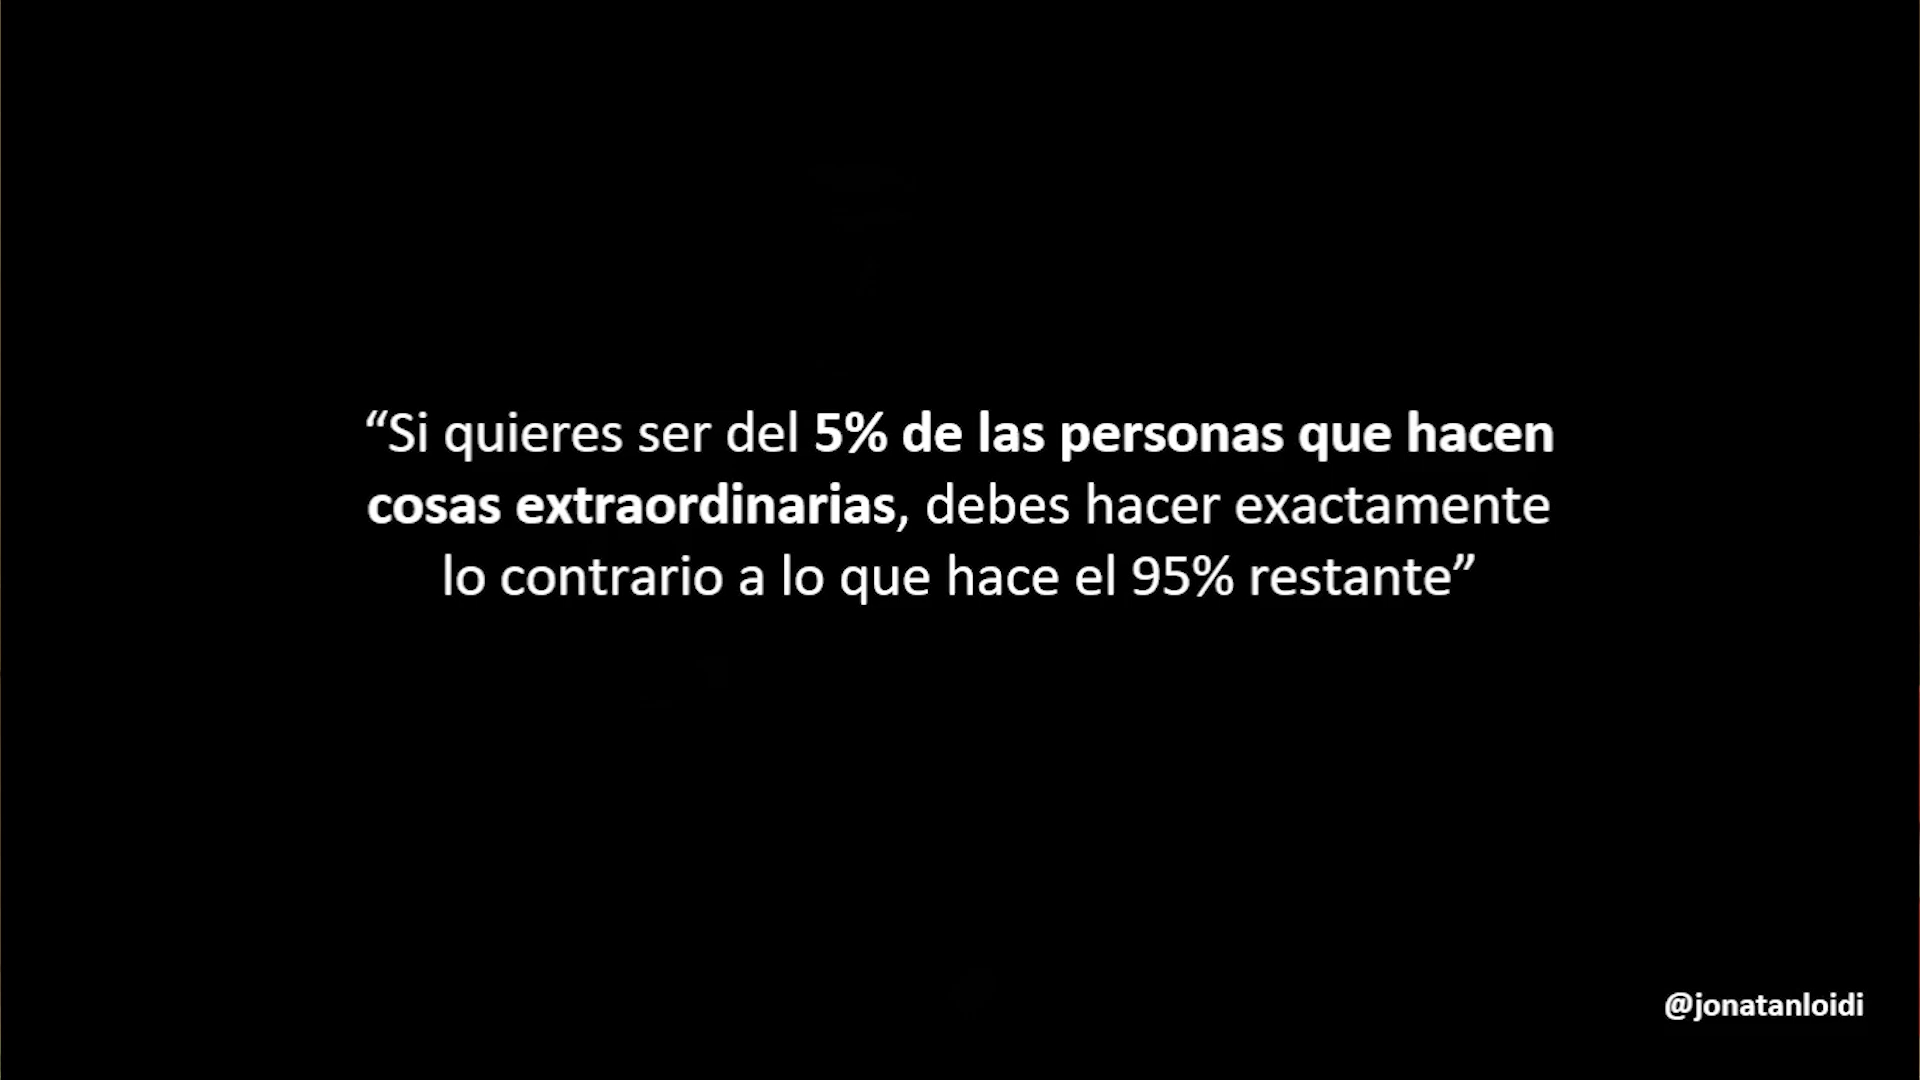 “Si quieres ser del 5% de las personas que hacen
cosas extraordinarias, debes hacer exactamente
lo contrario a lo que hace el 95% restante”
@jonatanloidi